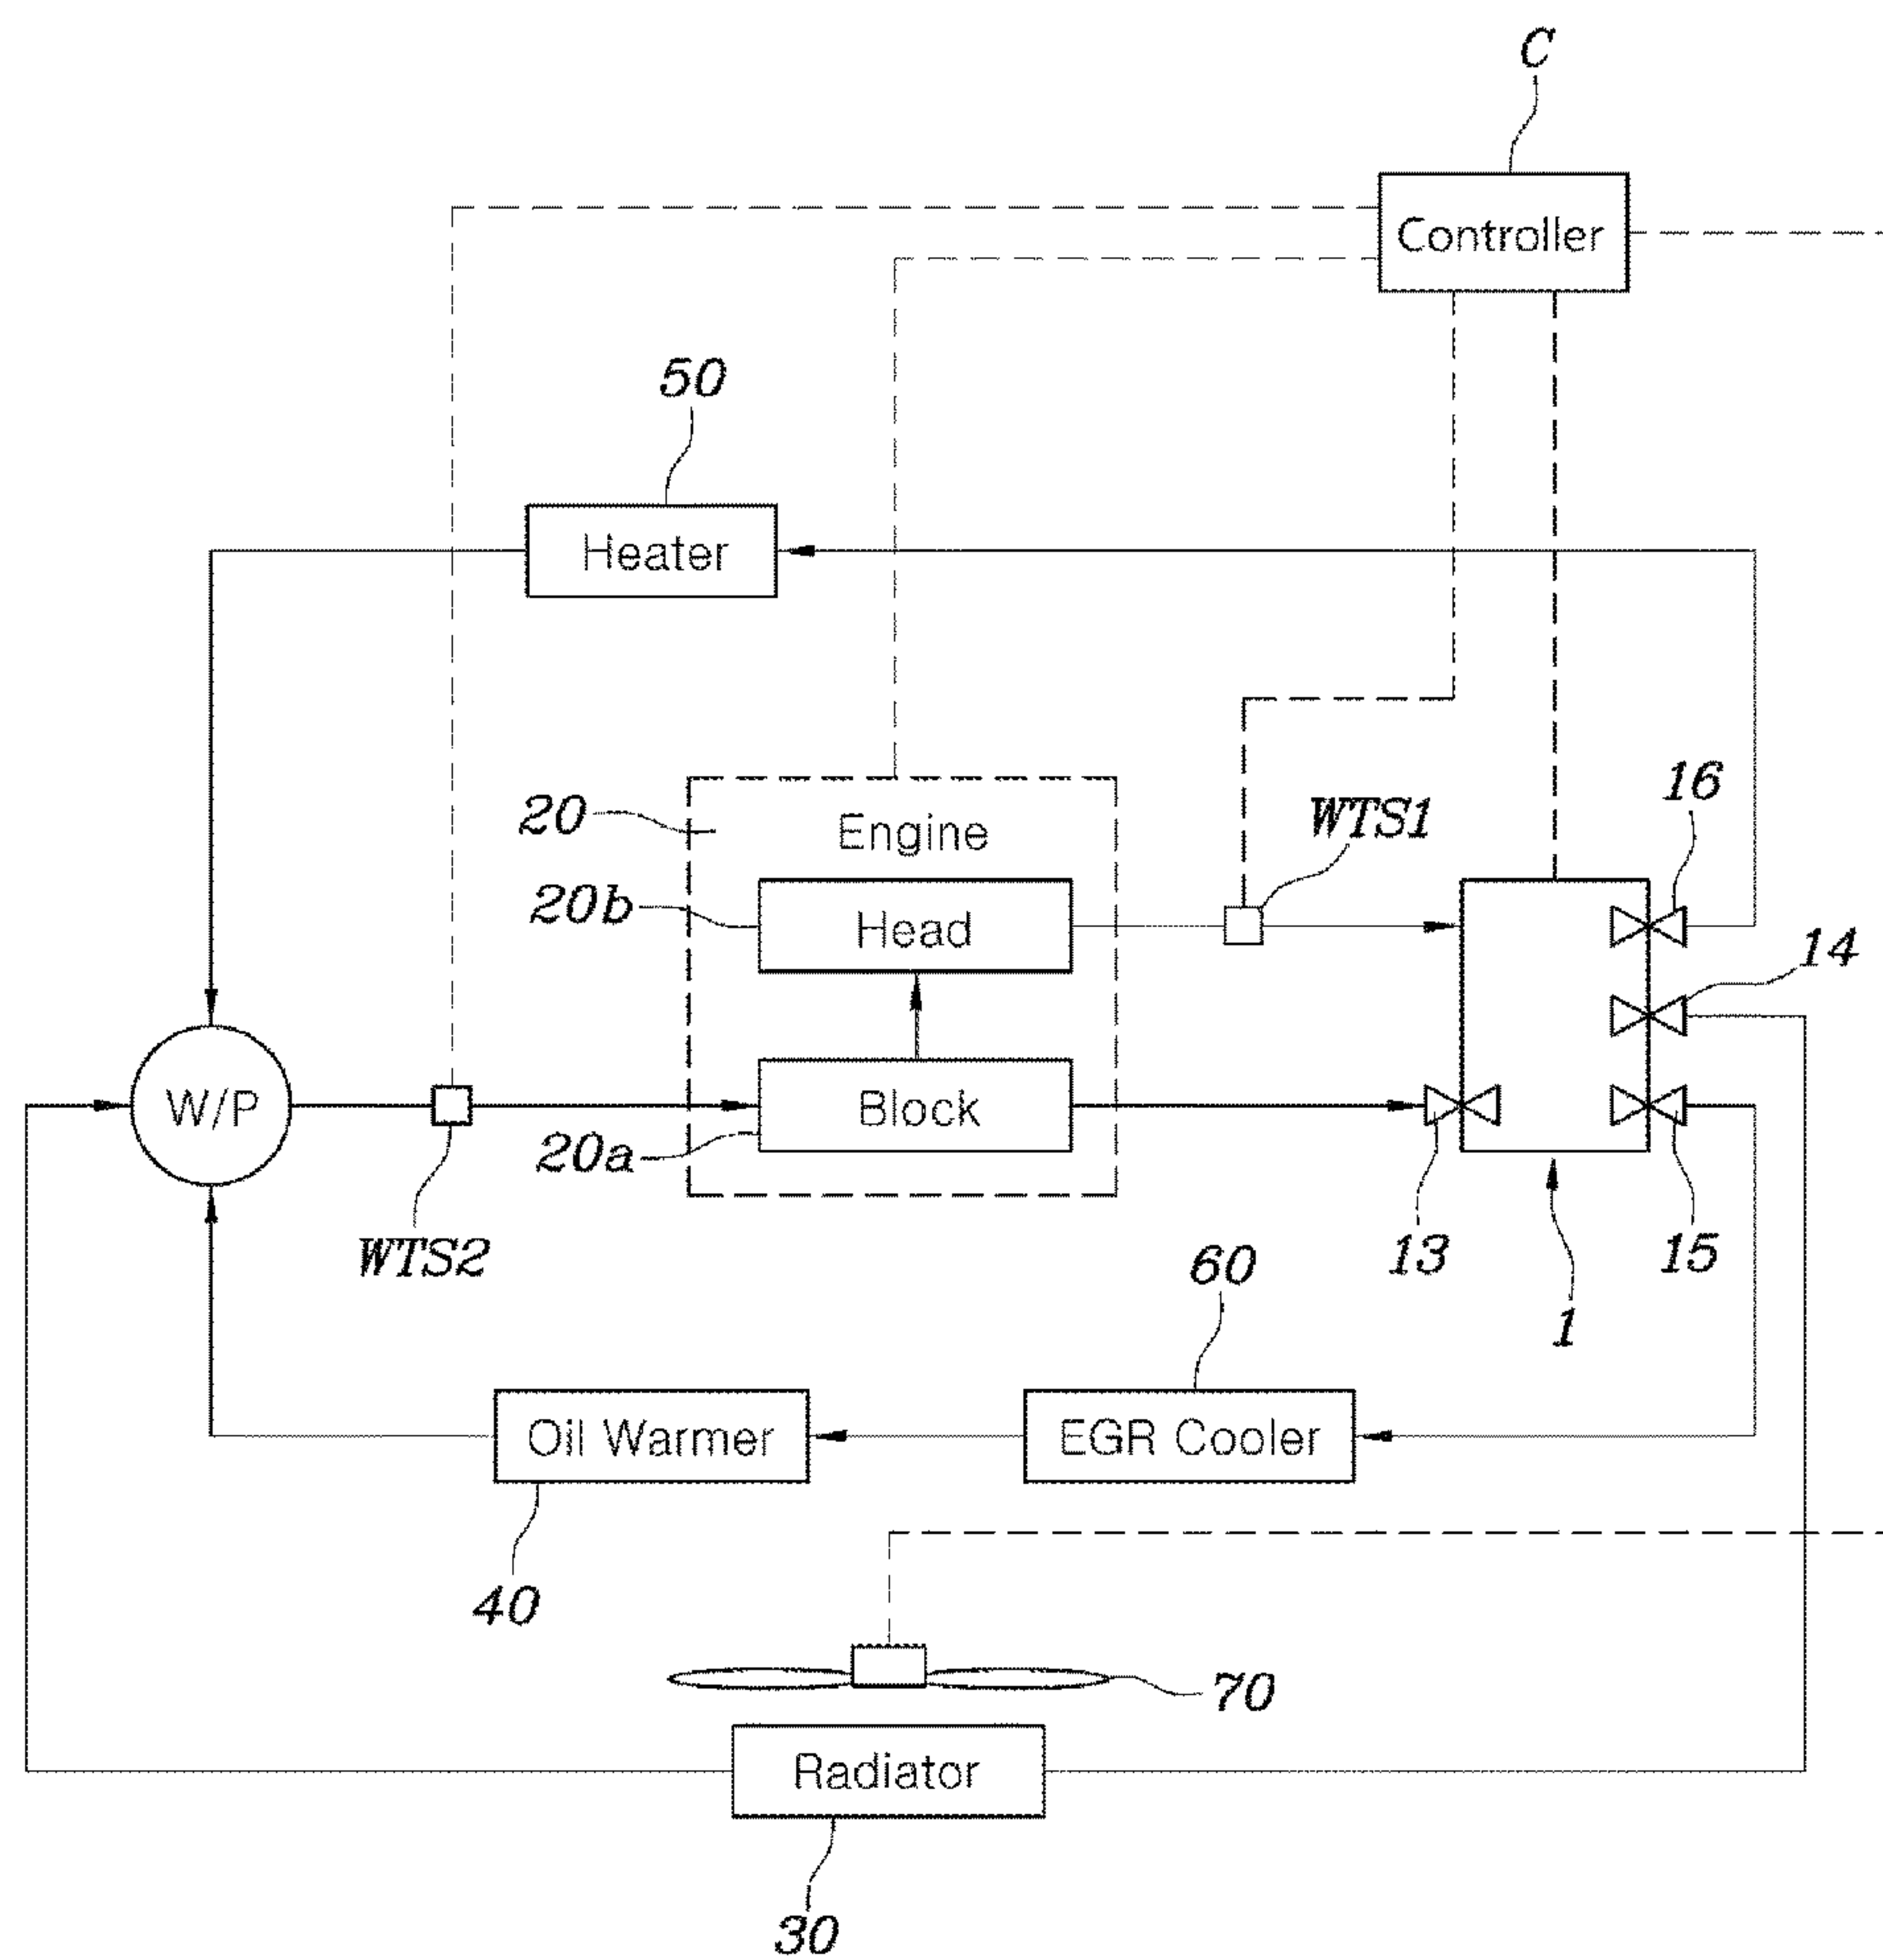 C
Controller
50
Heater
16
20
Engine
WTS1
20b
Head
14
W/P
Block
20a
WTS2
13
15
60
1
Oil Warmer
EGR Cooler
40
70
Radiator
30